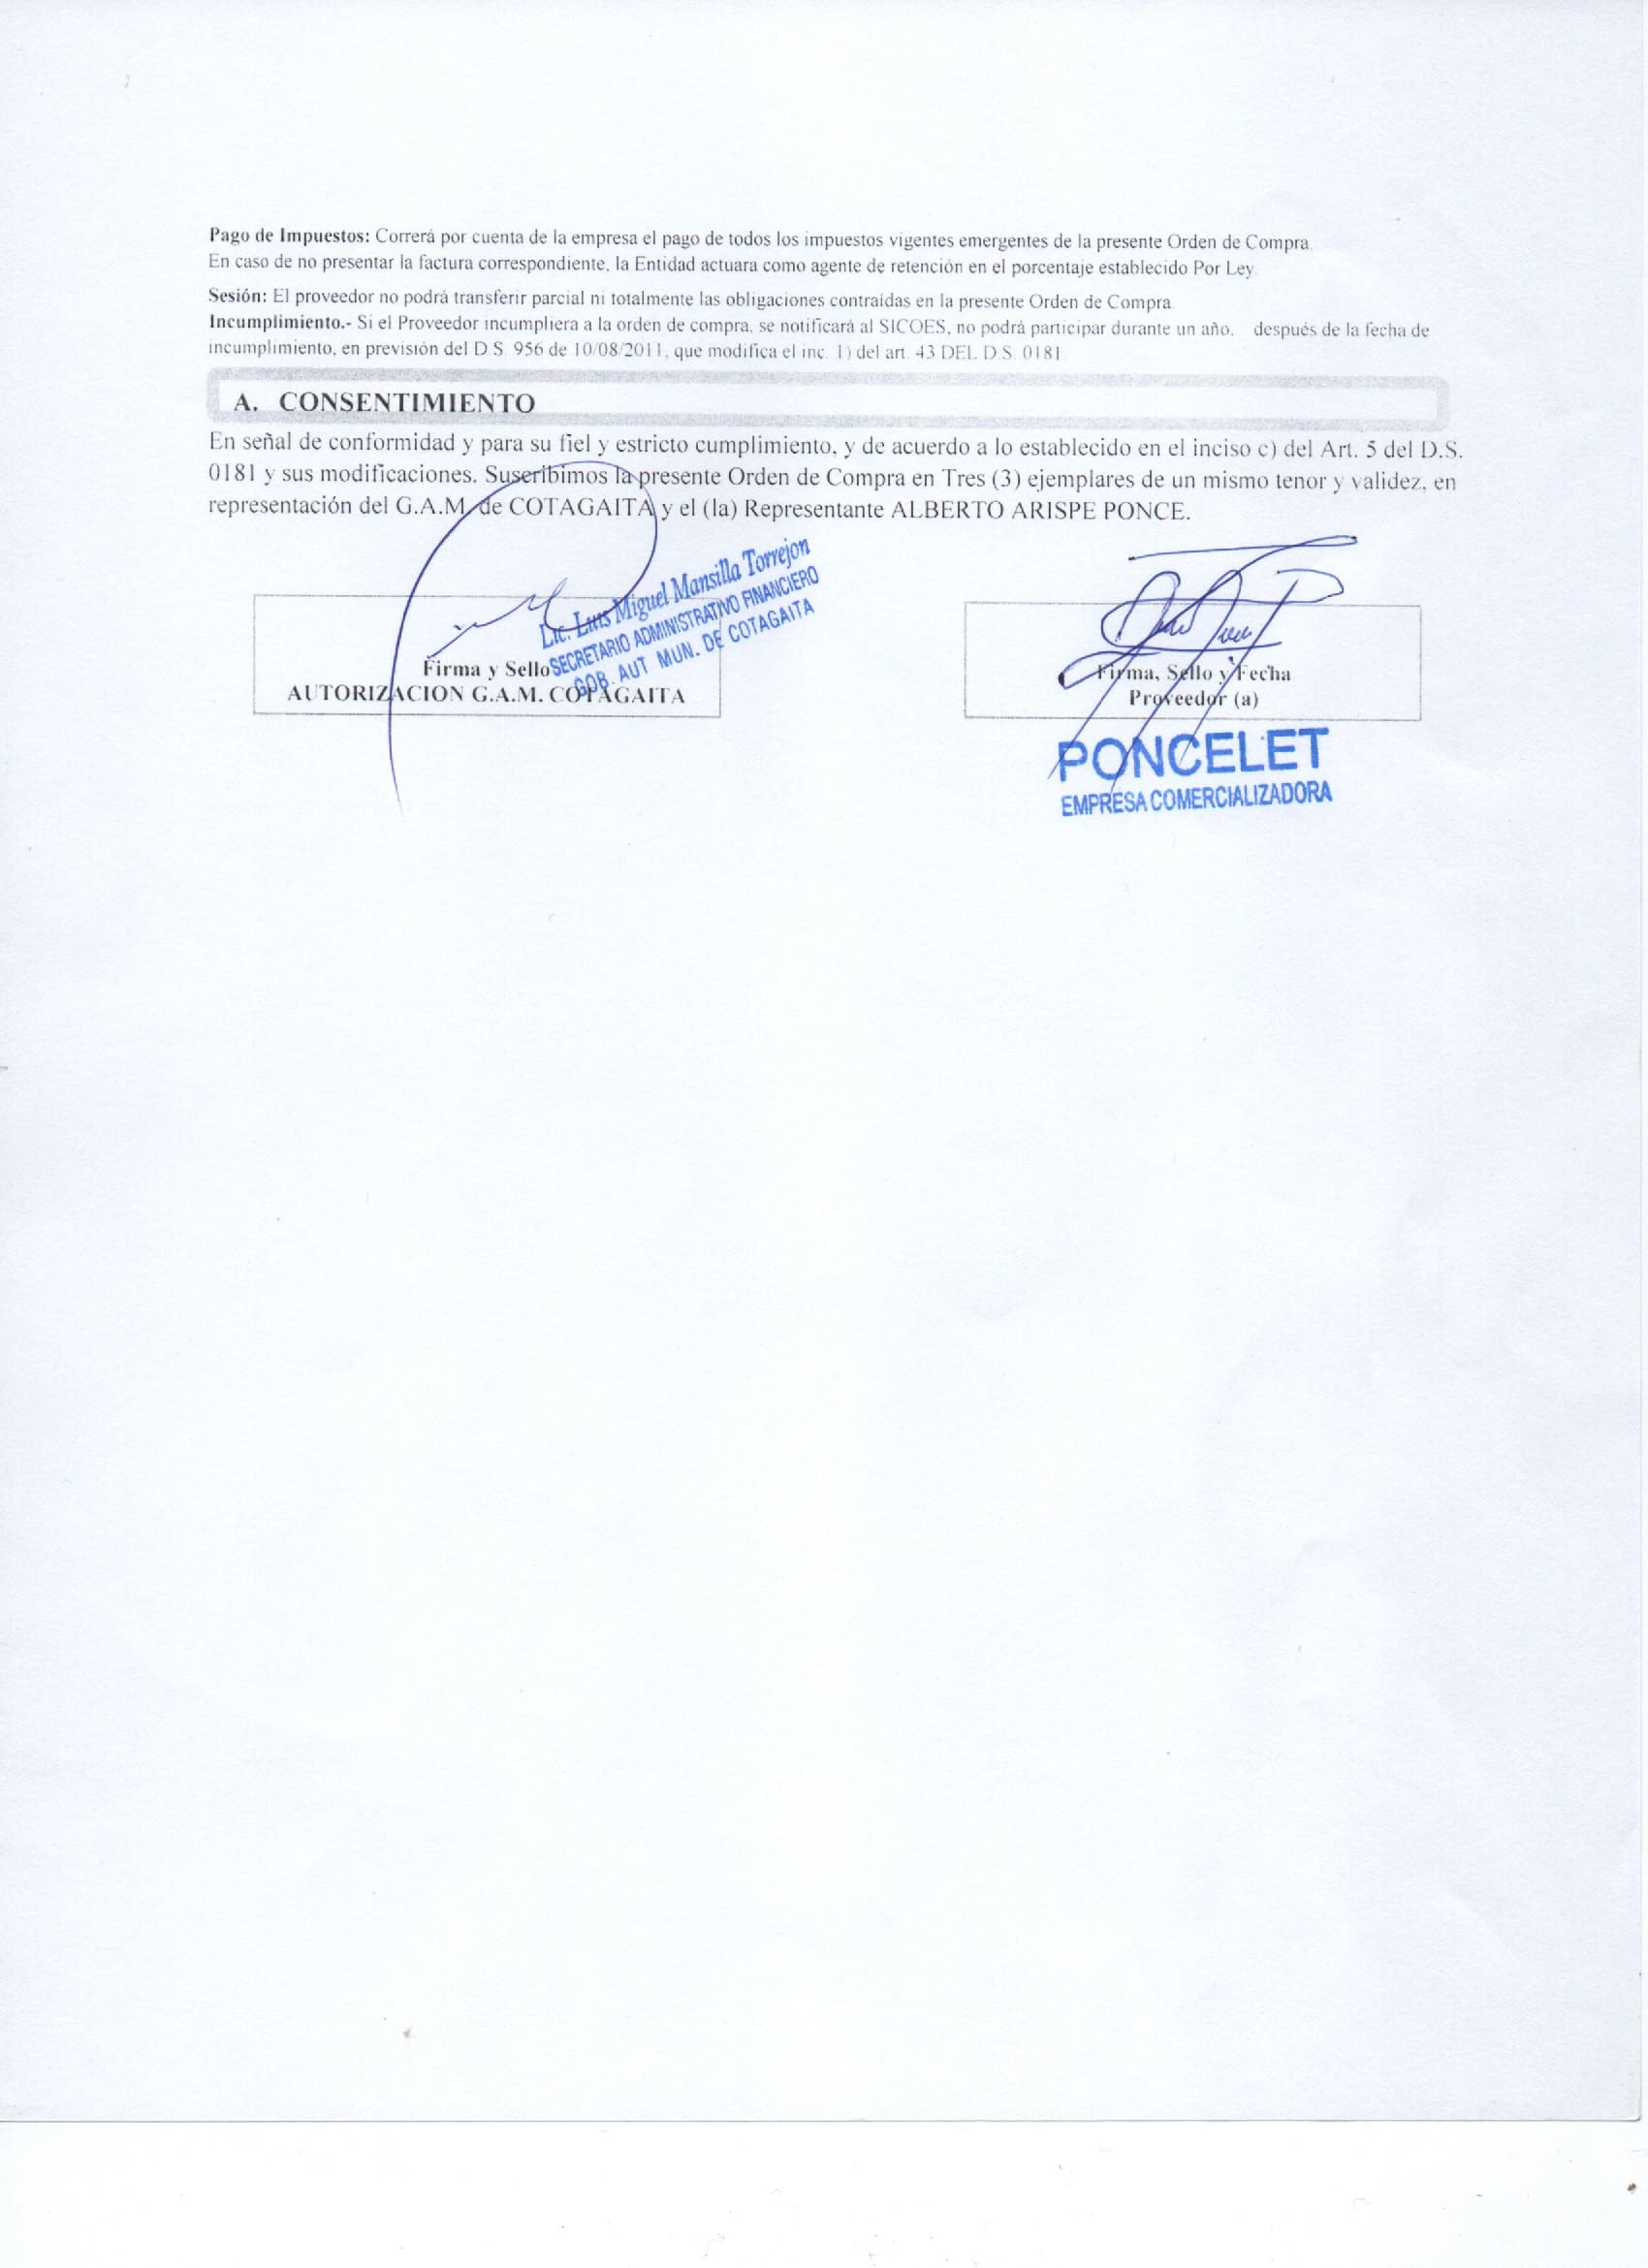 Pago de Impuestos: Correrá por cuenta de la empresa el pago de todos los impuestos vigentes emergentes de la presente Orden de Compra.
En caso de no presentar la factura correspondiente, la Entidad actuara como agente de retención en el porcentaje establecido Por Ley.
Sesión: El proveedor no podrá transferir parcial ni totalmente las obligaciones contraídas en la presente Orden de Compra.
Incumplimiento.- Si el Proveedor incumpliera a la orden de compra, se notificará al SICOES, no podrá participar durante un año, después de la fecha de
incumplimiento, en previsión del D.S. 956 de 10/08/2011, que modifica el inc. 1) del art. 43 DEL D.S. 0181.
A. CONSENTIMIENTO
En señal de conformidad y para su fiel y estricto cumplimiento, y de acuerdo a lo establecido en el inciso c) del Art. 5 del D.S.
0181 y sus modificaciones. Suscribimos la presente Orden de Compra en Tres (3) ejemplares de un mismo tenor y validez, en
representación del G.A.M. de COTAGAITA y el (la) Representante ALBERTO ARISPE PONCE.
Lic. Luis Miguel Mansilla Torrejon
SECRETARIO ADMINISTRATIVO FINANCIERO
GOB. AUT MUN. DE COTAGAITA
Firma y Sello
AUTORIZACION G.A.M. COTAGAITA
Firma, Sello y Fecha
Proveedor (a)
PONCELET
EMPRESA COMERCIALIZADORA